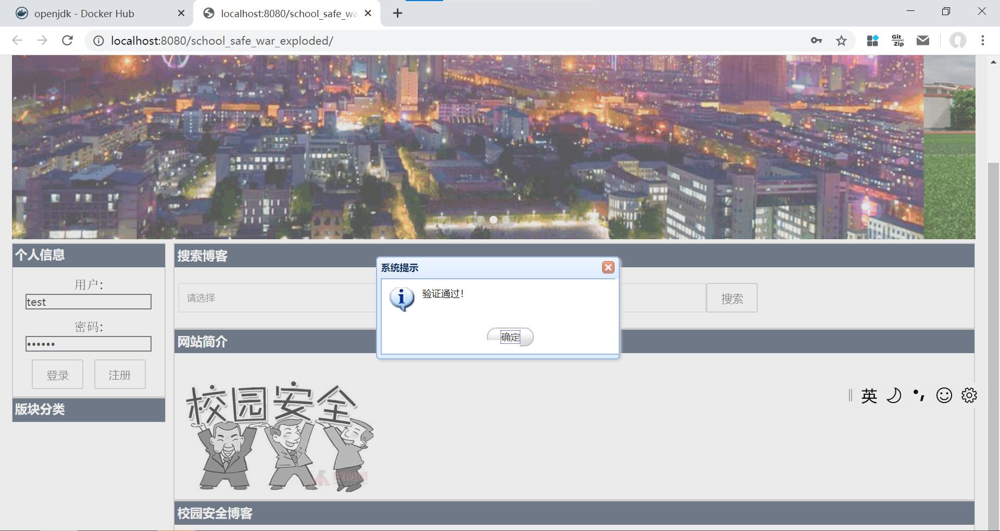 openjdk - Docker Hub
localhost:8080/school_safe_wa
localhost:8080/school_safe_war_exploded/
Git
Zip
个人信息
用户:
test
密码:
••••••
登录
注册
版块分类
搜索博客
请选择
搜索
系统提示
验证通过!
确定
网站简介
校园安全
英
校园安全博客